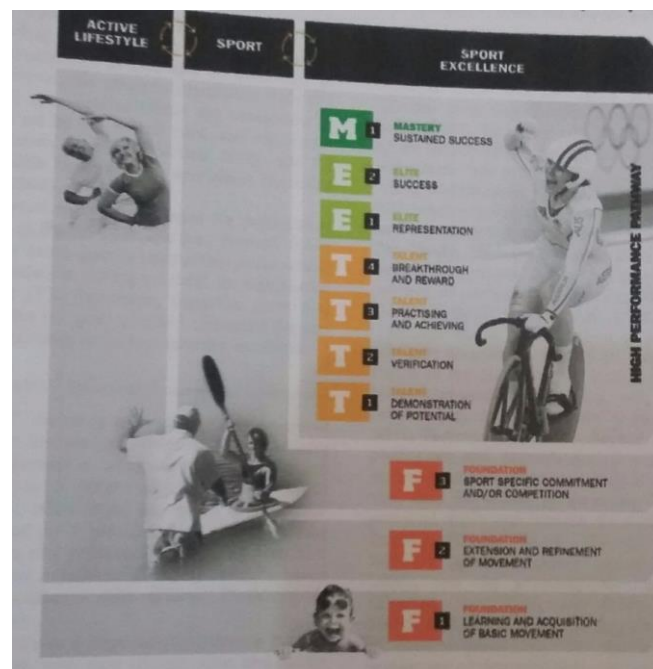 ACTIVE
LIFESTYLE
SPORT
SPORT
EXCELLENCE
M 1 MASTERY
SUSTAINED SUCCESS
E 2 ELITE
SUCCESS
E 1 ELITE
REPRESENTATION
T 4 TALENT
BREAKTHROUGH
AND REWARD
T 3 TALENT
PRACTISING
AND ACHIEVING
T 2 TALENT
VERIFICATION
T 1 TALENT
DEMONSTRATION
OF POTENTIAL
HIGH PERFORMANCE PATHWAY
F 3 FOUNDATION
SPORT SPECIFIC COMMITMENT
AND/OR COMPETITION
F 2 FOUNDATION
EXTENSION AND REFINEMENT
OF MOVEMENT
F 1 FOUNDATION
LEARNING AND ACQUISITION
OF BASIC MOVEMENT